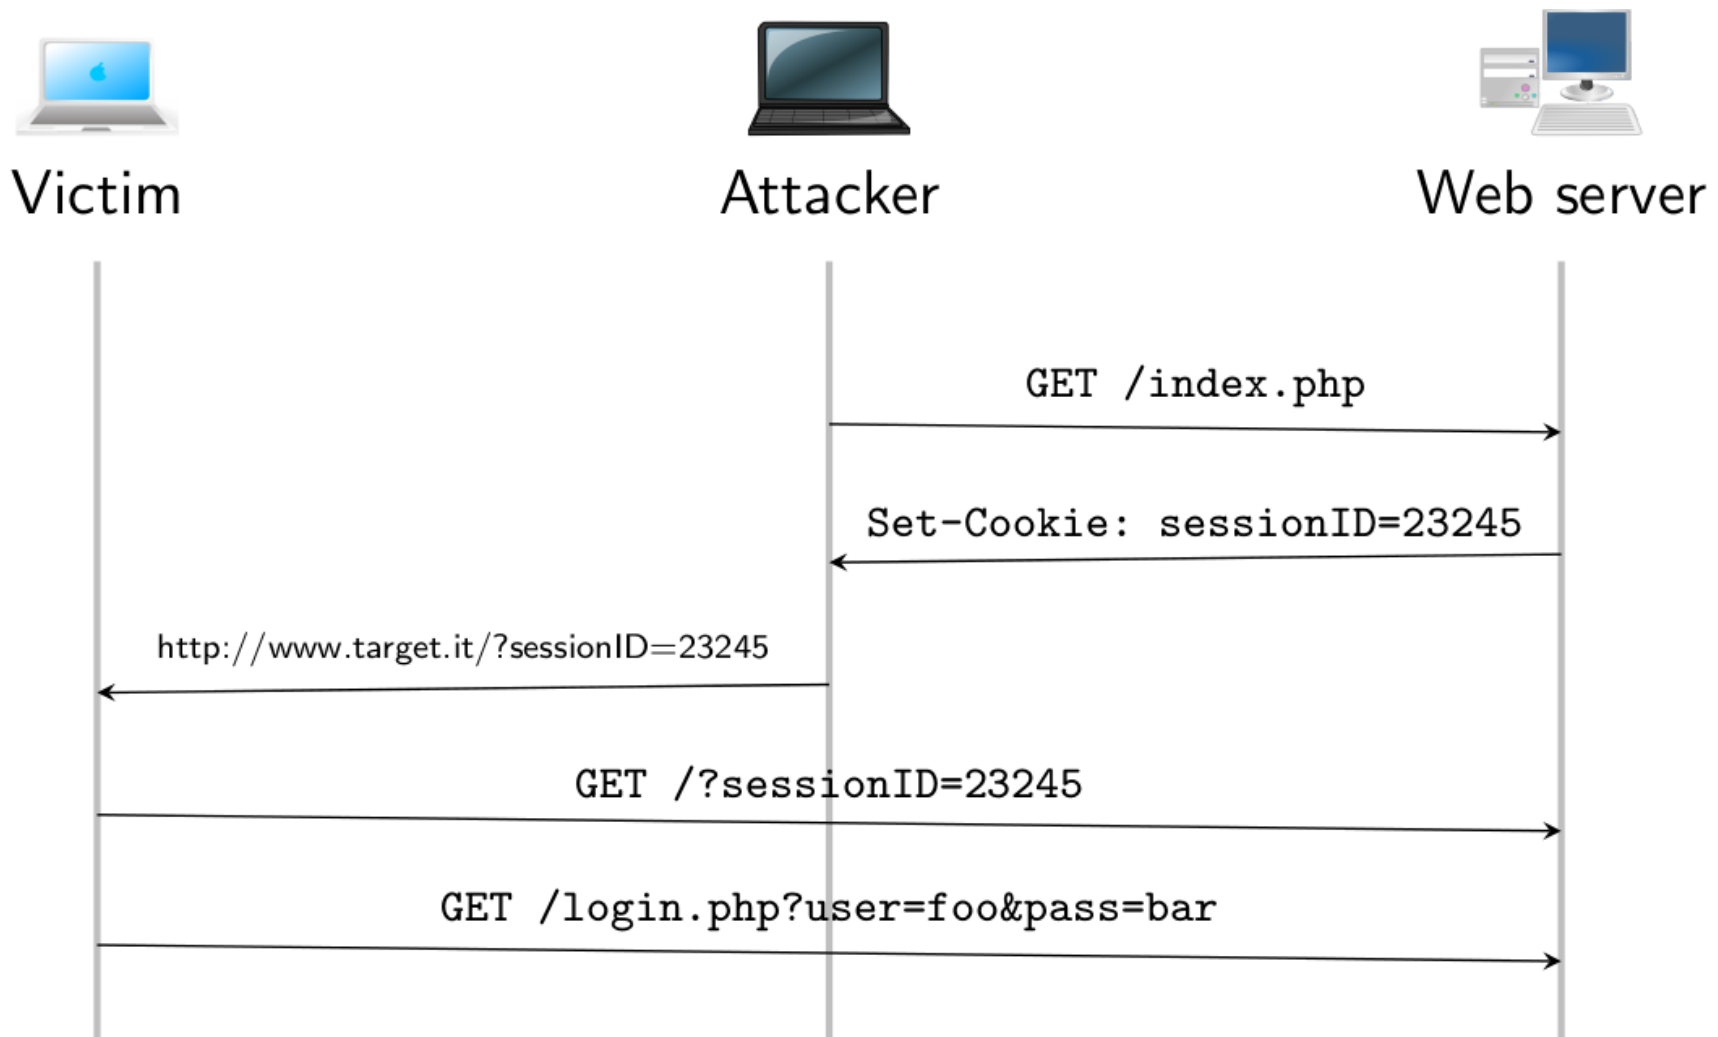 Victim
Attacker
Web server
GET /index.php
Set-Cookie: sessionID=23245
http://www.target.it/?sessionID=23245
GET /?sessionID=23245
GET /login.php?user=foo&pass=bar